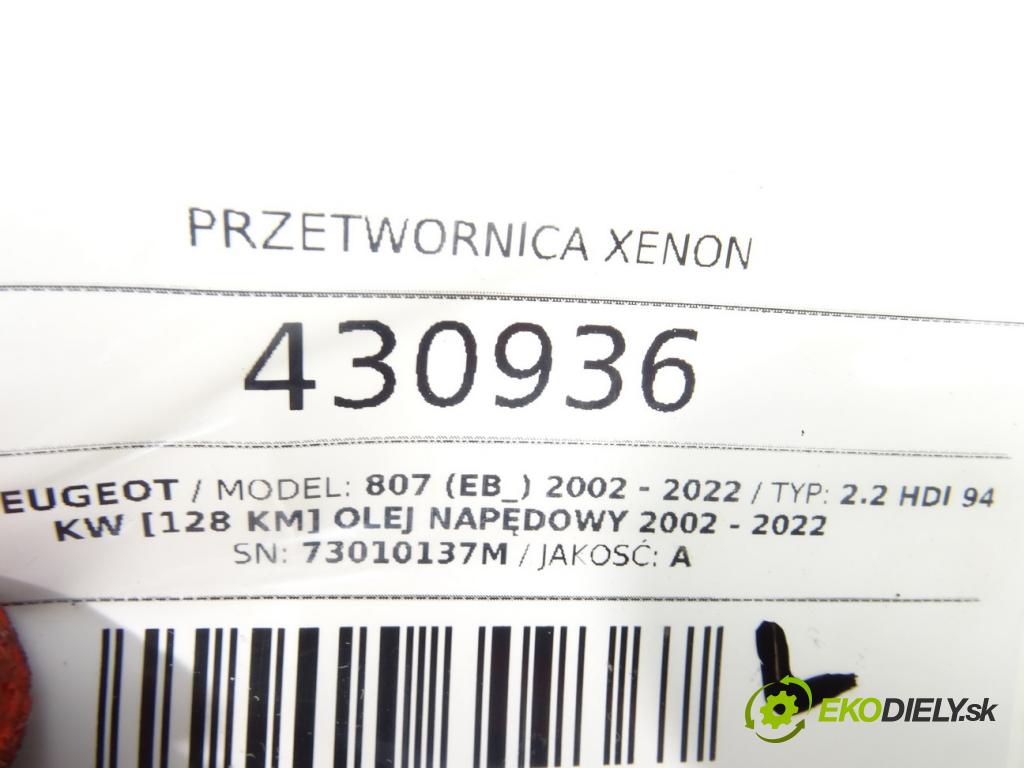 PRZETWORNICA XENON
430936
EUGEOT / MODEL: 807 (EB_) 2002 - 2022 / TYP: 2.2 HDI 94
KW [128 KM] OLEJ NAPĘDOWY 2002 - 2022
SN: 73010137M / JAKOŚĆ: A
L
EKODIELY.sk